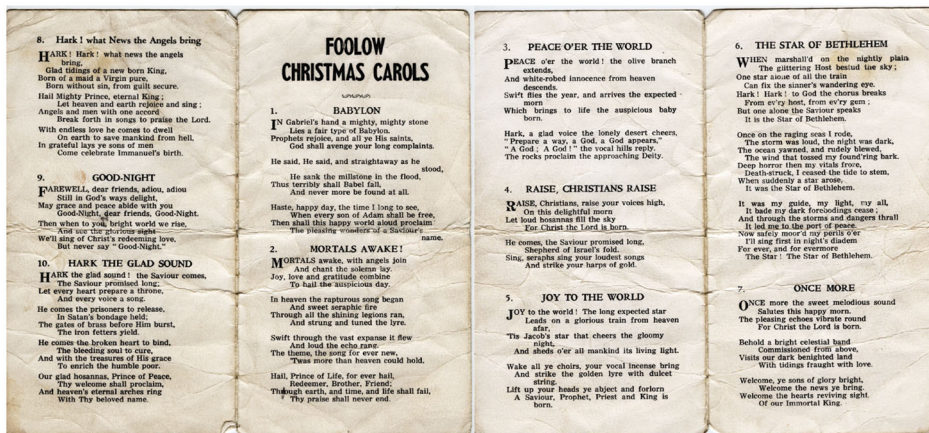 8. Hark ! what News the Angels bring
HARK ! Hark ! what news the angels
bring,
Glad tidings of a new born King,
Born of a maid a Virgin pure,
Born without sin, from guilt secure.
Hail Mighty Prince, eternal King ;
Let heaven and earth rejoice and sing ;
Angels and men with one accord
Break forth in songs to praise the Lord.
With endless love he comes to dwell
On earth to save mankind from hell.
In grateful lays ye sons of men
Come celebrate Immanuel's birth.
9. GOOD-NIGHT
FAREWELL, dear friends, adiou, adiou
Still in God's ways delight,
May grace and peace abide with you
Good-Night, dear friends, Good-Night.
Then when to you, bright world we rise,
And see the glorious sight
We'll sing of Christ's redeeming love,
But never say " Good-Night."
10. HARK THE GLAD SOUND
HARK the glad sound ! the Saviour comes,
The Saviour promised long;
Let every heart prepare a throne,
And every voice a song.
He comes the prisoners to release,
In Satan's bondage held;
The gates of brass before Him burst,
The iron fetters yield.
He comes the broken heart to bind,
The bleeding soul to cure,
And with the treasures of His grace
To enrich the humble poor.
Our glad hosannas, Prince of Peace,
Thy welcome shall proclaim,
And heaven's eternal arches ring
With Thy beloved name.
FOOLOW
CHRISTMAS CAROLS
1. BABYLON
IN Gabriel's hand a mighty, mighty stone
Lies a fair type of Babylon.
Prophets rejoice, and all ye His saints,
God shall avenge your long complaints.
He said, He said, and straightaway as he
stood,
He sank the millstone in the flood,
Thus terribly shall Babel fall,
And never more be found at all.
Haste, happy day, the time I long to see,
When every son of Adam shall be free,
Then shall this happy world aloud proclaim
The pleasing wonders of a Saviour's
name.
2. MORTALS AWAKE!
MORTALS awake, with angels join
And chant the solemn lay.
Joy, love and gratitude combine
To hail the auspicious day.
In heaven the rapturous song began
And sweet seraphic fire
Through all the shining legions ran,
And strung and tuned the lyre.
Swift through the vast expanse it flew
And loud the echo rang.
The theme, the song for ever new,
'Twas more than heaven could hold.
Hail, Prince of Life, for ever hail,
Redeemer, Brother, Friend;
Though earth, and time, and life shall fail,
Thy praise shall never end.
3. PEACE O'ER THE WORLD
PEACE o'er the world ! the olive branch
extends,
And white-robed innocence from heaven
descends.
Swift flies the year, and arrives the expected
morn
Which brings to life the auspicious baby
born.
Hark, a glad voice the lonely desert cheers,
" Prepare a way, a God, a God appears,"
" A God ; A God ! " the vocal hills reply.
The rocks proclaim the approaching Deity.
4. RAISE, CHRISTIANS RAISE
RAISE, Christians, raise your voices high,
On this delightful morn
Let loud hosannas fill the sky
For Christ the Lord is born.
He comes, the Saviour promised long,
Shepherd of Israel's fold.
Sing, seraphs sing your loudest songs
And strike your harps of gold.
5. JOY TO THE WORLD
JOY to the world ! The long expected star
Leads on a glorious train from heaven
afar,
'Tis Jacob's star that cheers the gloomy
night,
And sheds o'er all mankind its living light.
Wake all ye choirs, your vocal incense bring
And strike the golden lyre with dulcet
string.
Lift up your heads ye abject and forlorn
A Saviour, Prophet, Priest and King is
born.
6. THE STAR OF BETHLEHEM
WHEN marshall'd on the nightly plain
The glittering Host bestud the sky ;
One star alone of all the train
Can fix the sinner's wandering eye.
Hark ! Hark ! to God the chorus breaks
From ev'ry host, from ev'ry gem ;
But one alone the Saviour speaks
It is the Star of Bethlehem.
Once on the raging seas I rode,
The storm was loud, the night was dark,
The ocean yawned, and rudely blewed,
The wind that tossed my found'ring bark.
Deep horror then my vitals frore,
Death-struck, I ceased the tide to stem,
When suddenly a star arose,
It was the Star of Bethlehem.
It was my guide, my light, my all,
It bade my dark foreboding cease ;
And through the storms and dangers thrall
It led me to the port of peace.
Now safely moor'd my perils o'er
I'll sing first in night's diadem
For ever, and for evermore
The Star ! The Star of Bethlehem.
7. ONCE MORE
ONCE more the sweet melodious sound
Salutes this happy morn.
The pleasing echoes vibrate round
For Christ the Lord is born.
Behold a bright celestial band
Commissioned from above,
Visits our dark benighted land
With tidings fraught with love.
Welcome, ye sons of glory bright,
Welcome the news ye bring.
Welcome the hearts reviving sight
Of our Immortal King.